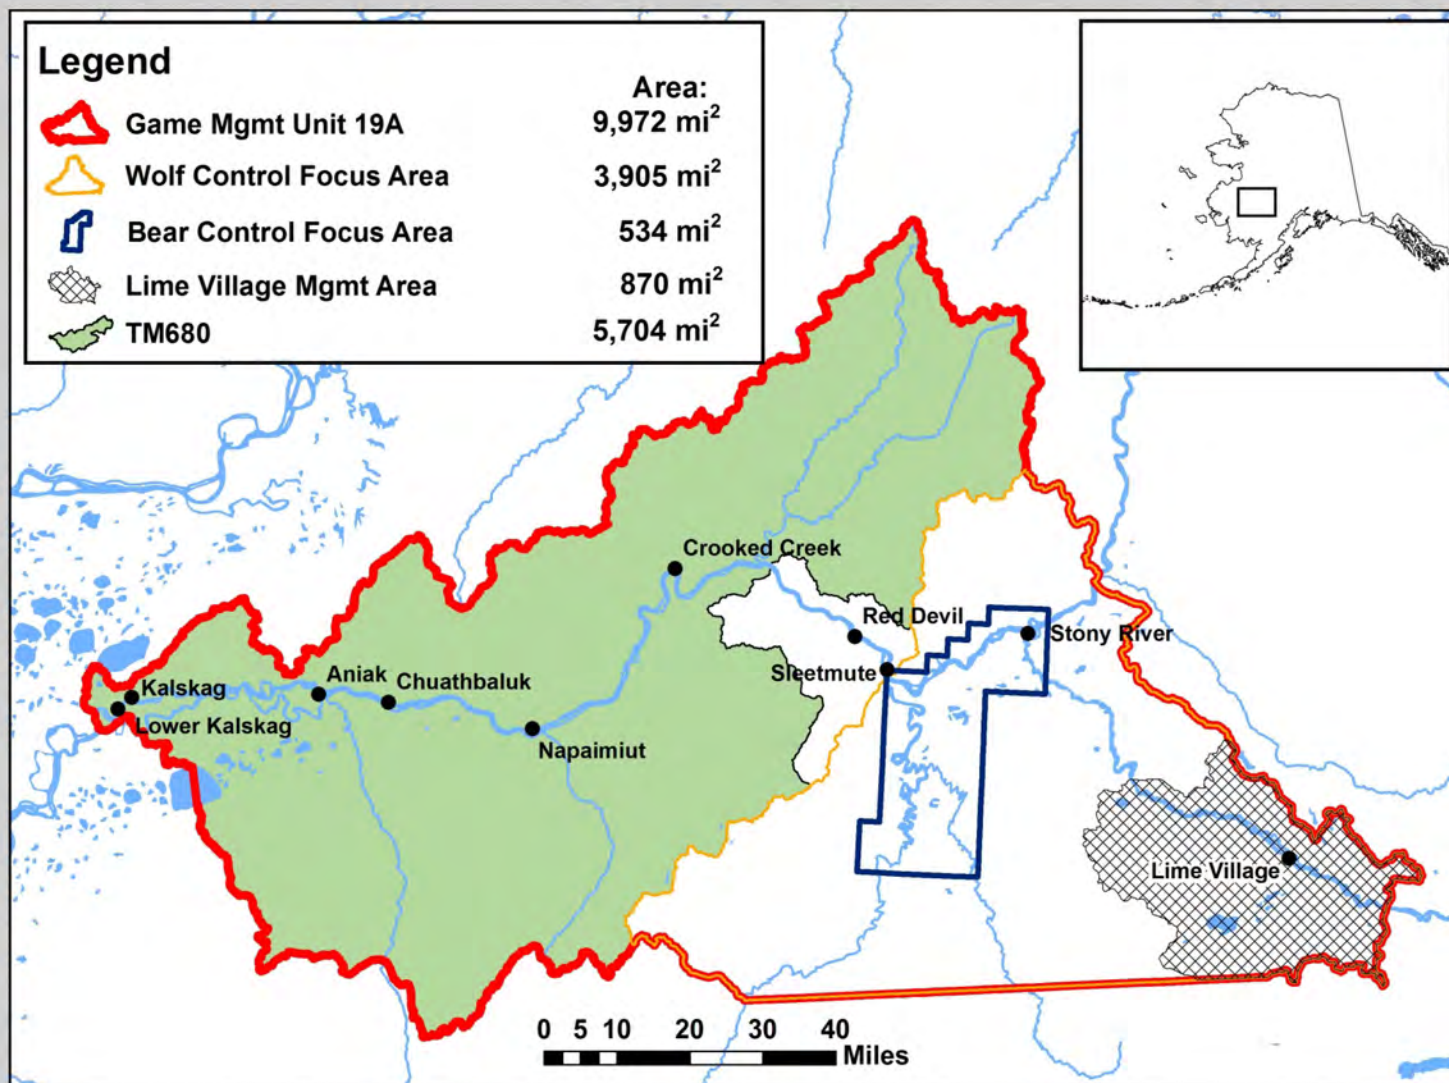 Legend
Area:
Game Mgmt Unit 19A 9,972 mi²
Wolf Control Focus Area 3,905 mi²
Bear Control Focus Area 534 mi²
Lime Village Mgmt Area 870 mi²
TM680 5,704 mi²
Crooked Creek
Red Devil
Stony River
Sleetmute
Kalskag
Aniak
Chuathbaluk
Lower Kalskag
Napaimiut
Lime Village
0 5 10 20 30 40
Miles